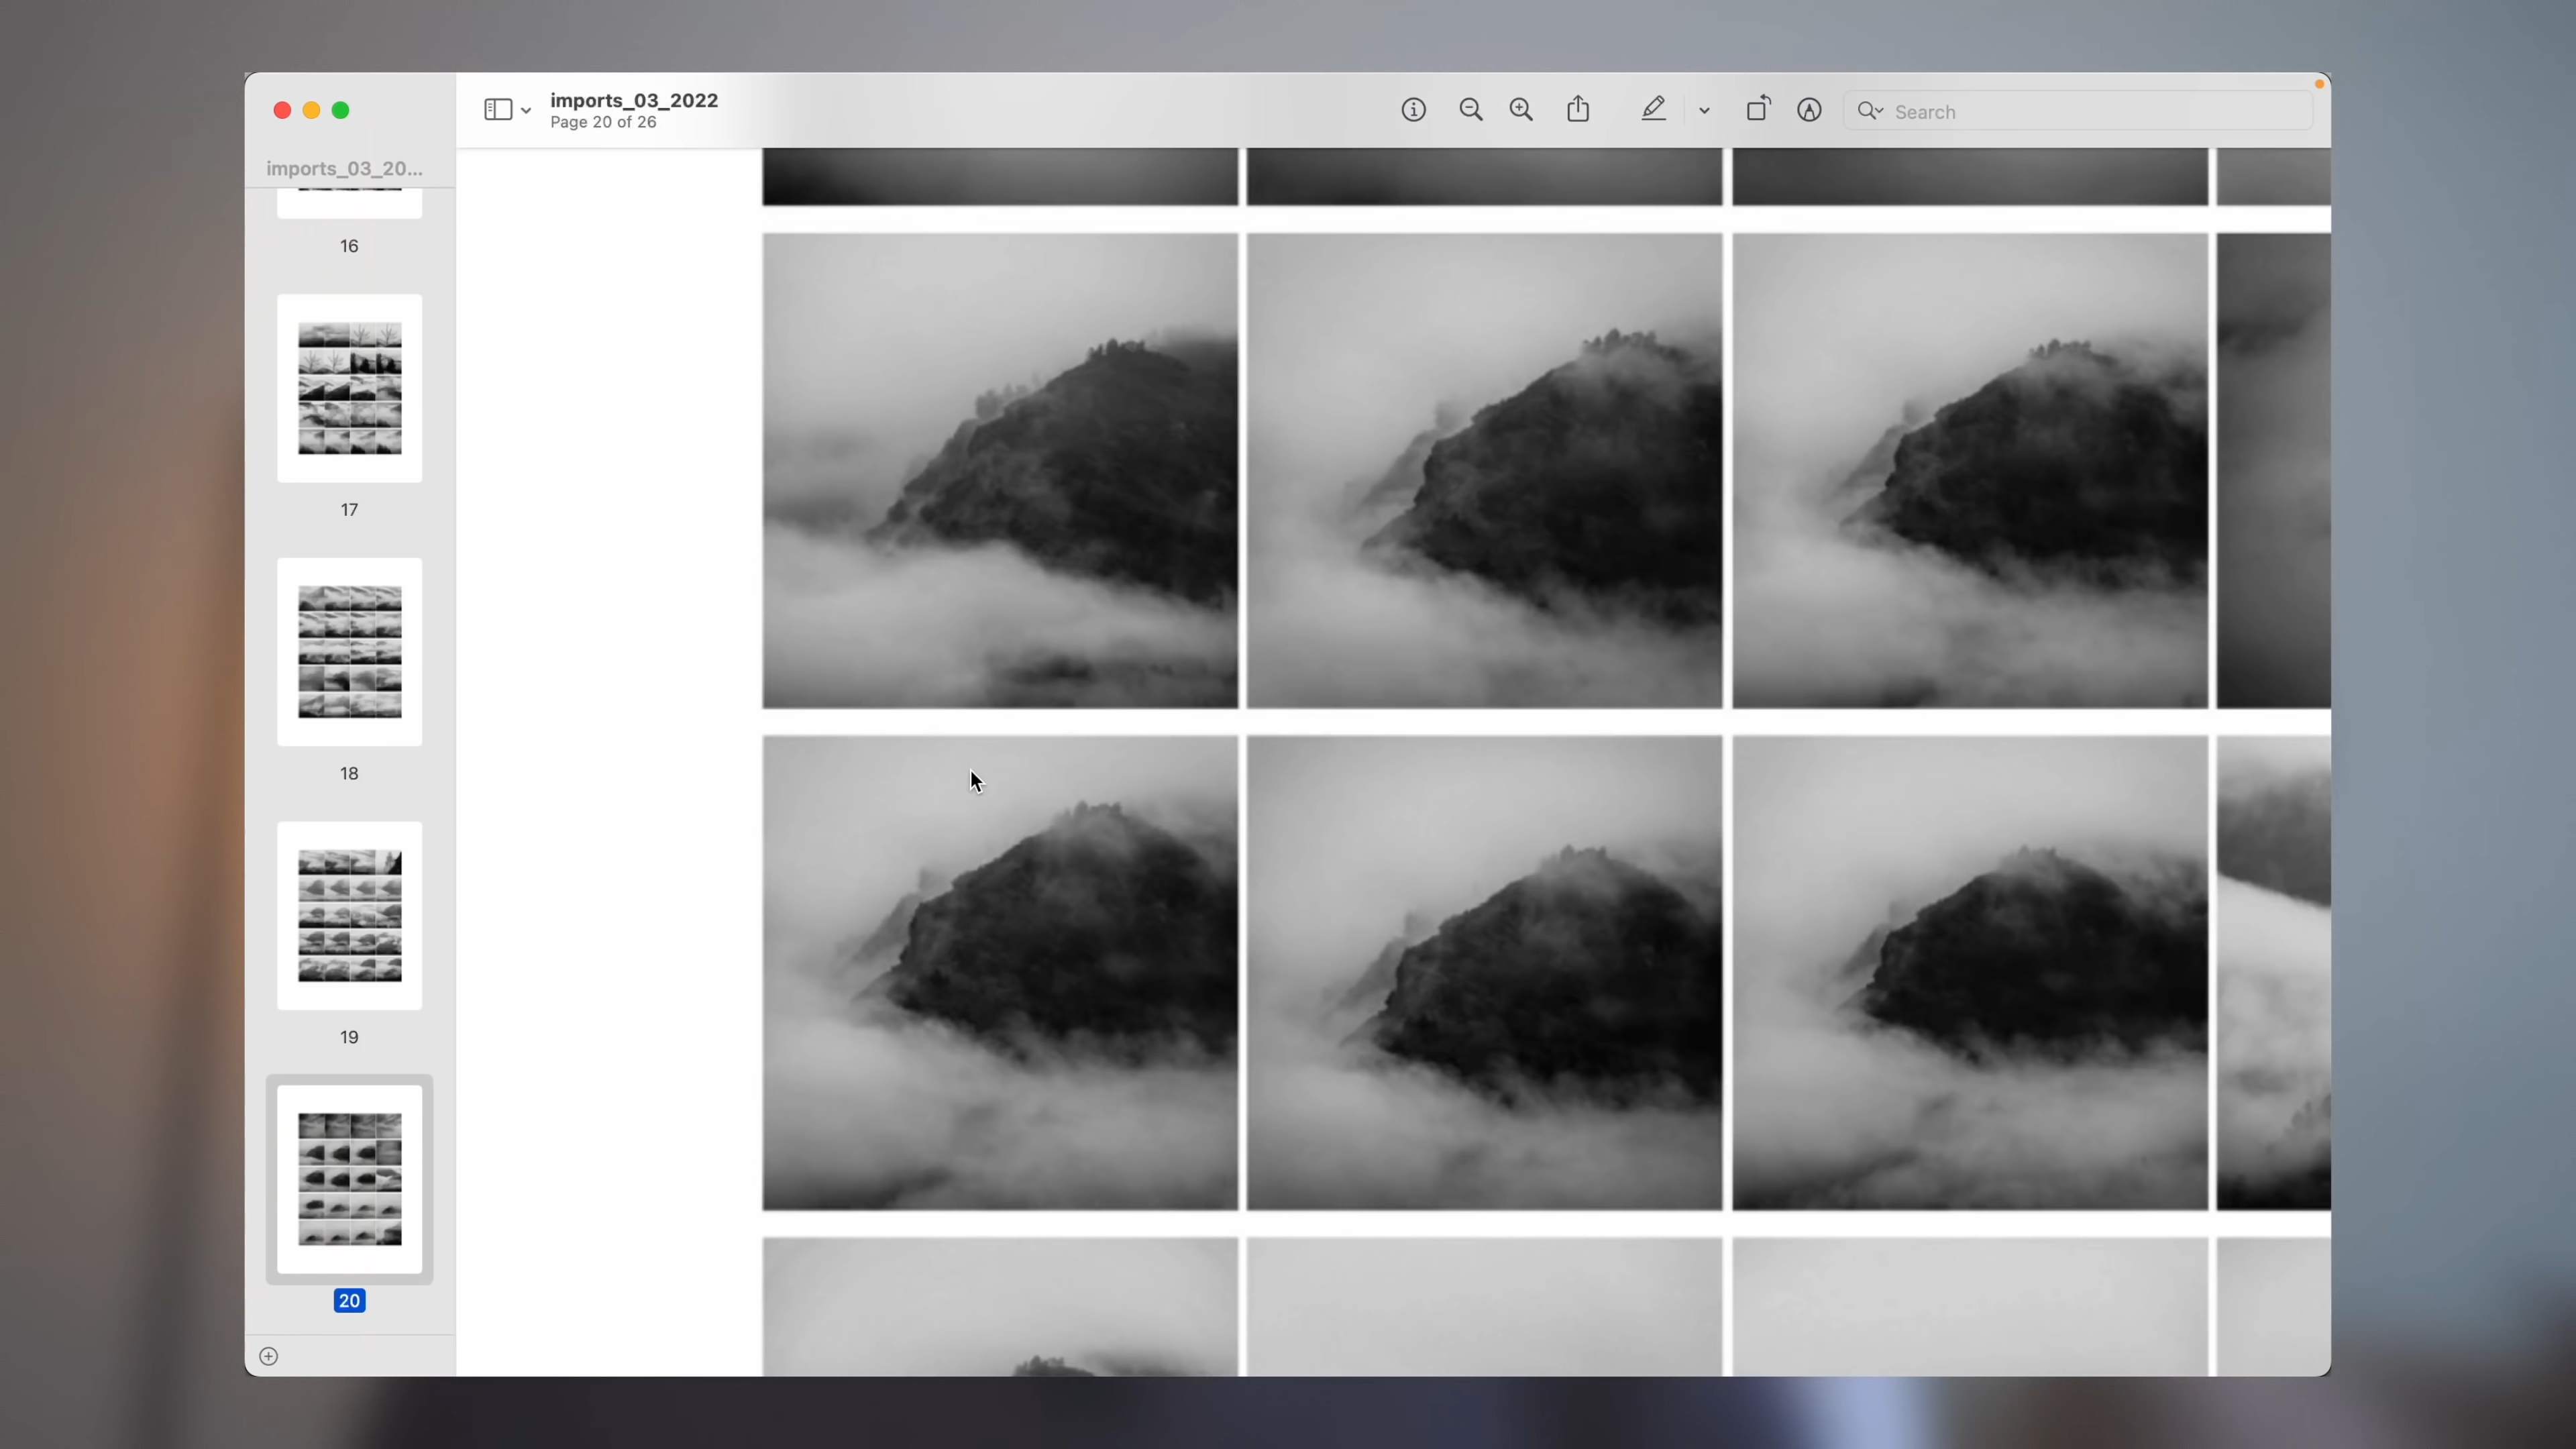 imports_03_2022
Page 20 of 26
Search
imports_03_20...
16
17
18
19
20